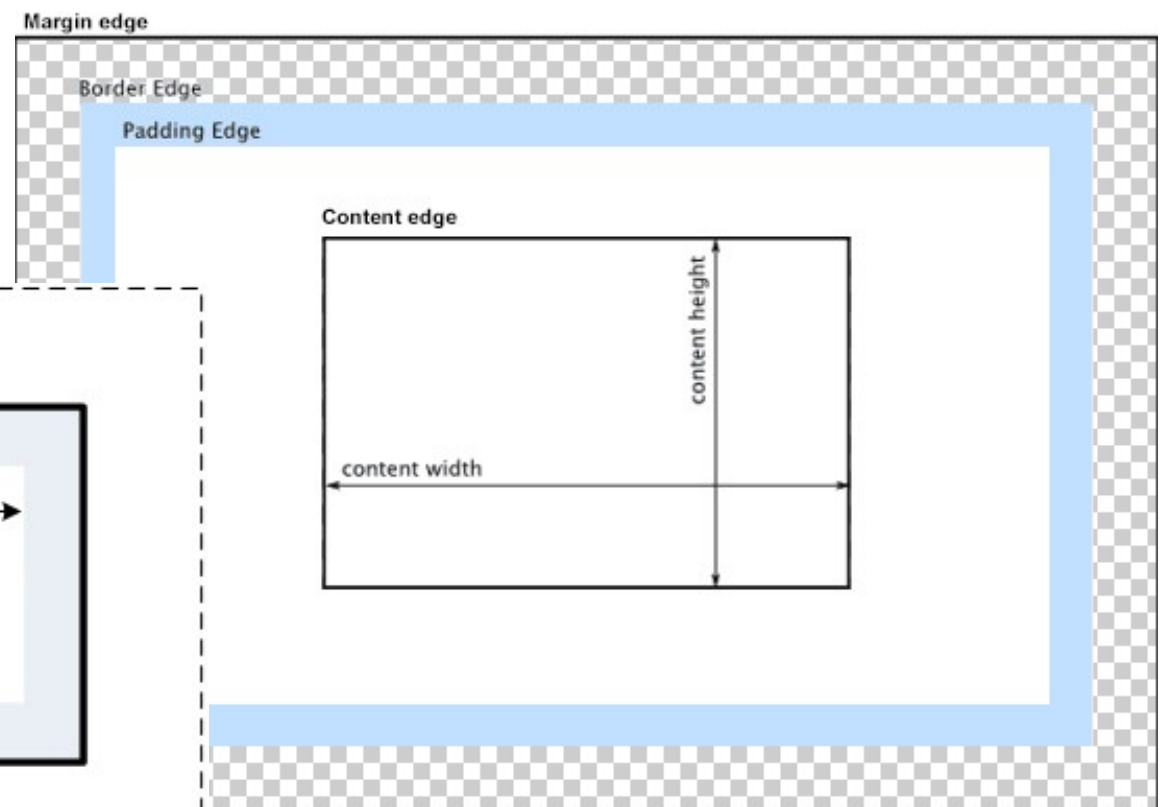 Margin edge
Border Edge
Padding Edge
Content edge
content height
content width